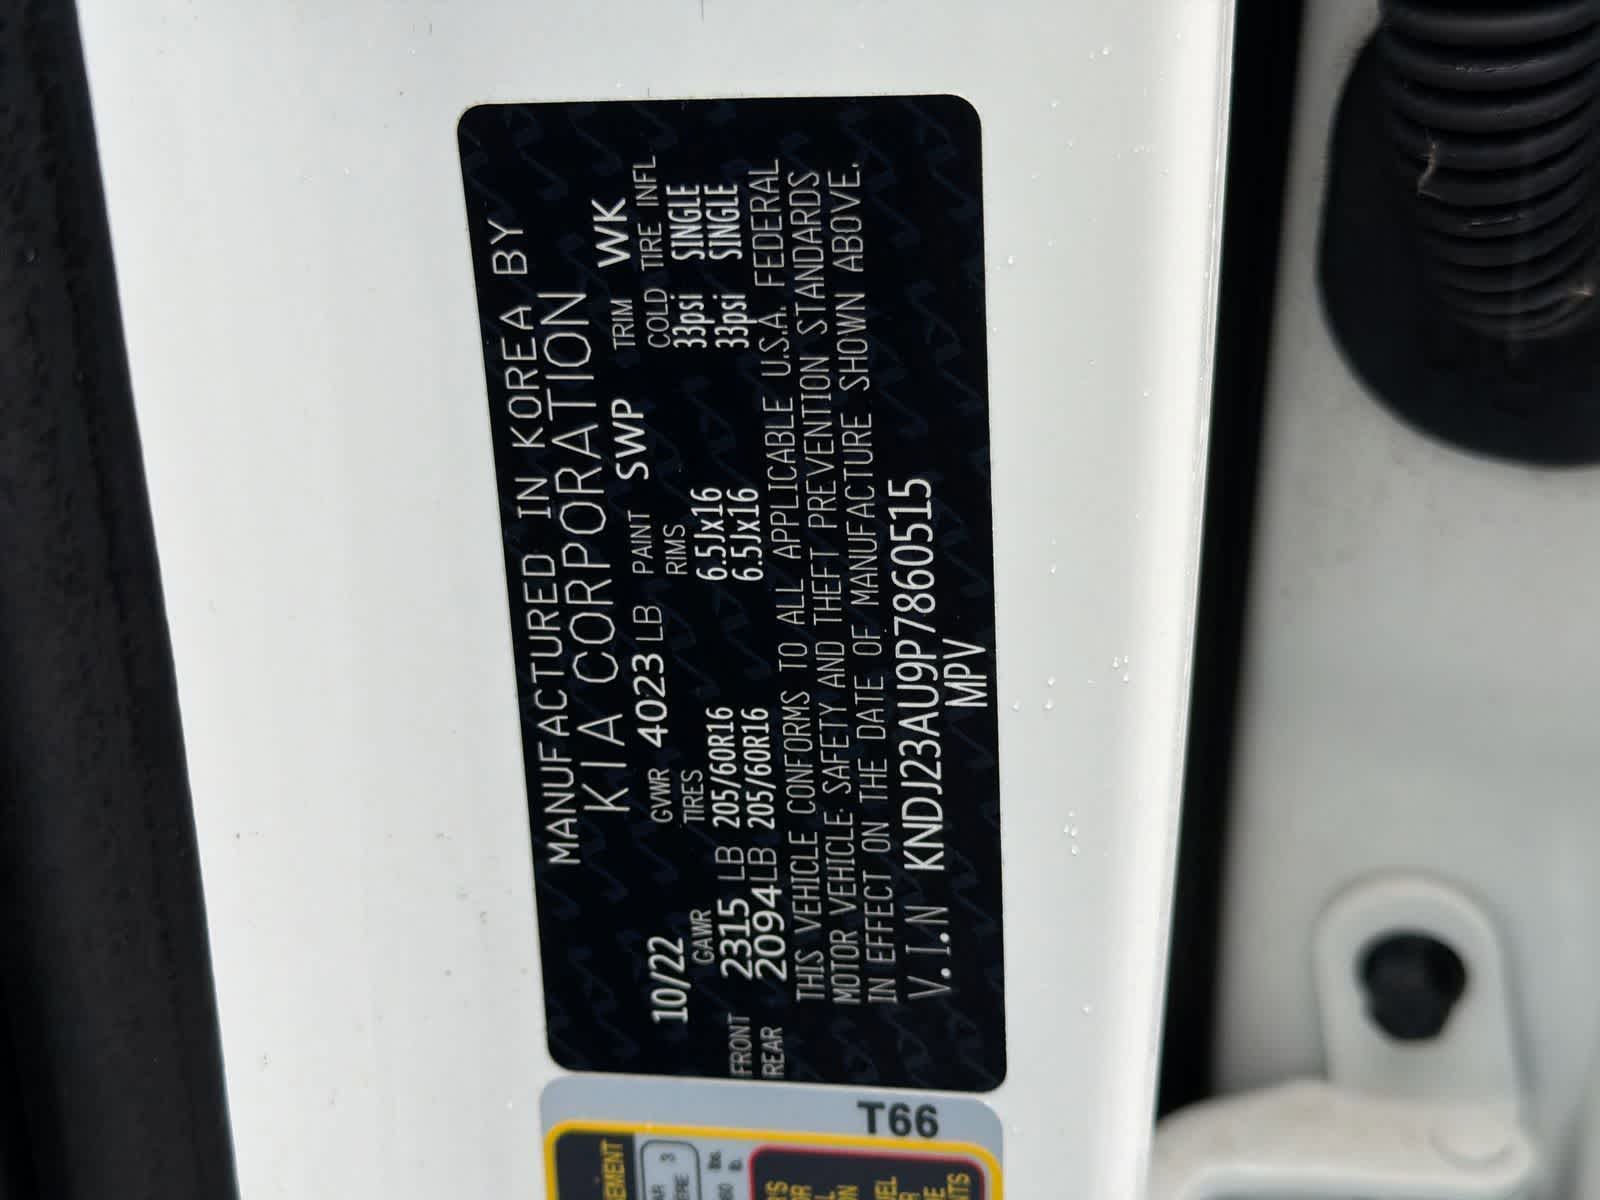 MANUFACTURED IN KOREA BY
KIA CORPORATION
10/22 GVWR 4023 LB PAINT SWP TRIM WK
GAWR TIRES RIMS COLD TIRE INFL
FRONT 2315 LB 205/60R16 6.5Jx16 33psi SINGLE
REAR 2094 LB 205/60R16 6.5Jx16 33psi SINGLE
THIS VEHICLE CONFORMS TO ALL APPLICABLE U.S.A. FEDERAL
MOTOR VEHICLE SAFETY AND THEFT PREVENTION STANDARDS
IN EFFECT ON THE DATE OF MANUFACTURE SHOWN ABOVE.
V.I.N KNDJ23AU9P7860515
MPV
T66